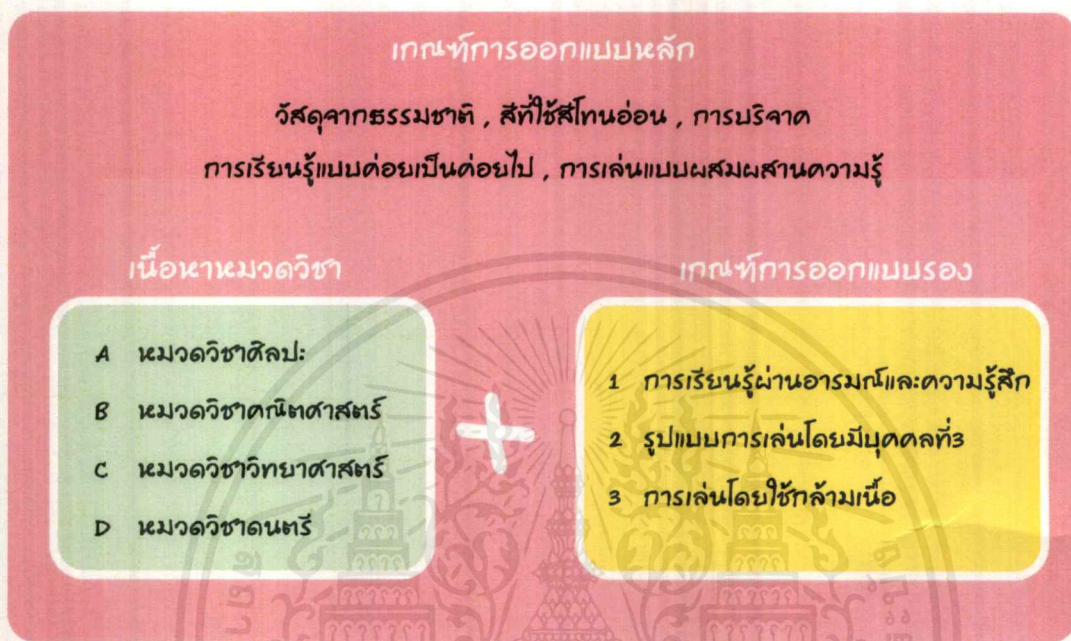 เกณฑ์การออกแบบหลัก
วัสดุจากธรรมชาติ , สีที่ใช้สีโทนอ่อน , การบริจาค
การเรียนรู้แบบค่อยเป็นค่อยไป , การเล่นแบบผสมผสานความรู้
เนื้อหาหมวดวิชา
A หมวดวิชาศิลปะ
B หมวดวิชาคณิตศาสตร์
C หมวดวิชาวิทยาศาสตร์
D หมวดวิชาดนตรี
+
เกณฑ์การออกแบบรอง
1 การเรียนรู้ผ่านอารมณ์และความรู้สึก
2 รูปแบบการเล่นโดยมีบุคคลที่3
3 การเล่นโดยใช้กล้ามเนื้อ